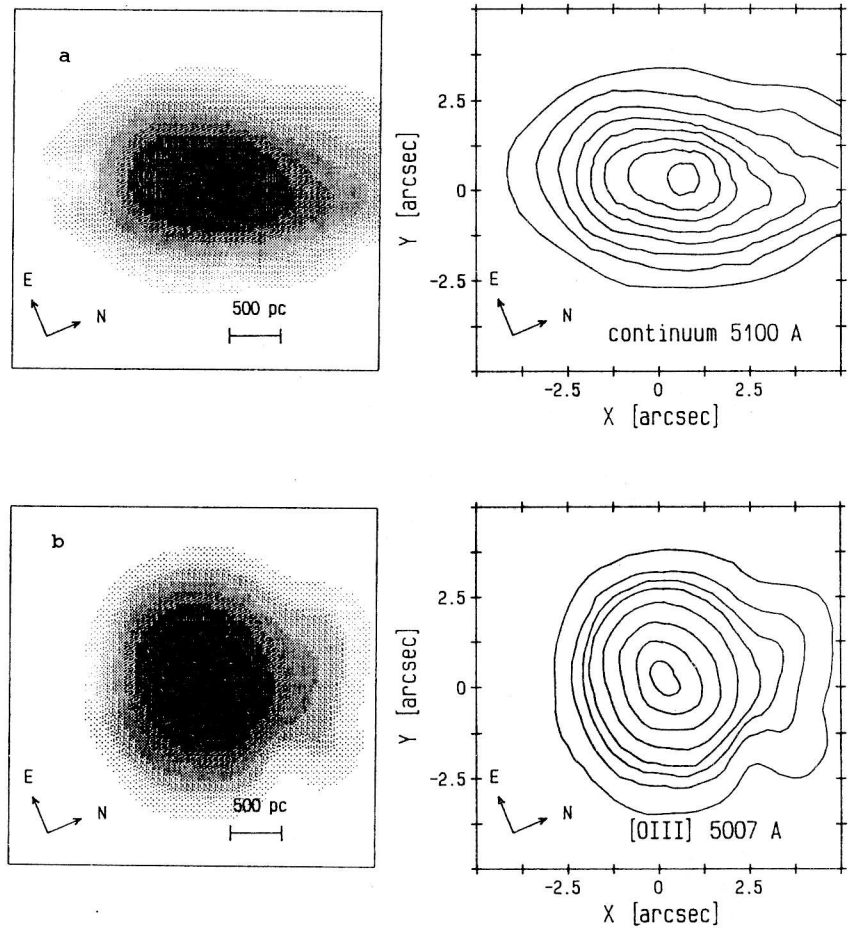 a
E
N
500 pc
Y [arcsec]
2.5
0
-2.5
E
N
continuum 5100 A
-2.5
0
2.5
X [arcsec]
b
E
N
500 pc
Y [arcsec]
2.5
0
-2.5
E
N
[OIII] 5007 A
-2.5
0
2.5
X [arcsec]